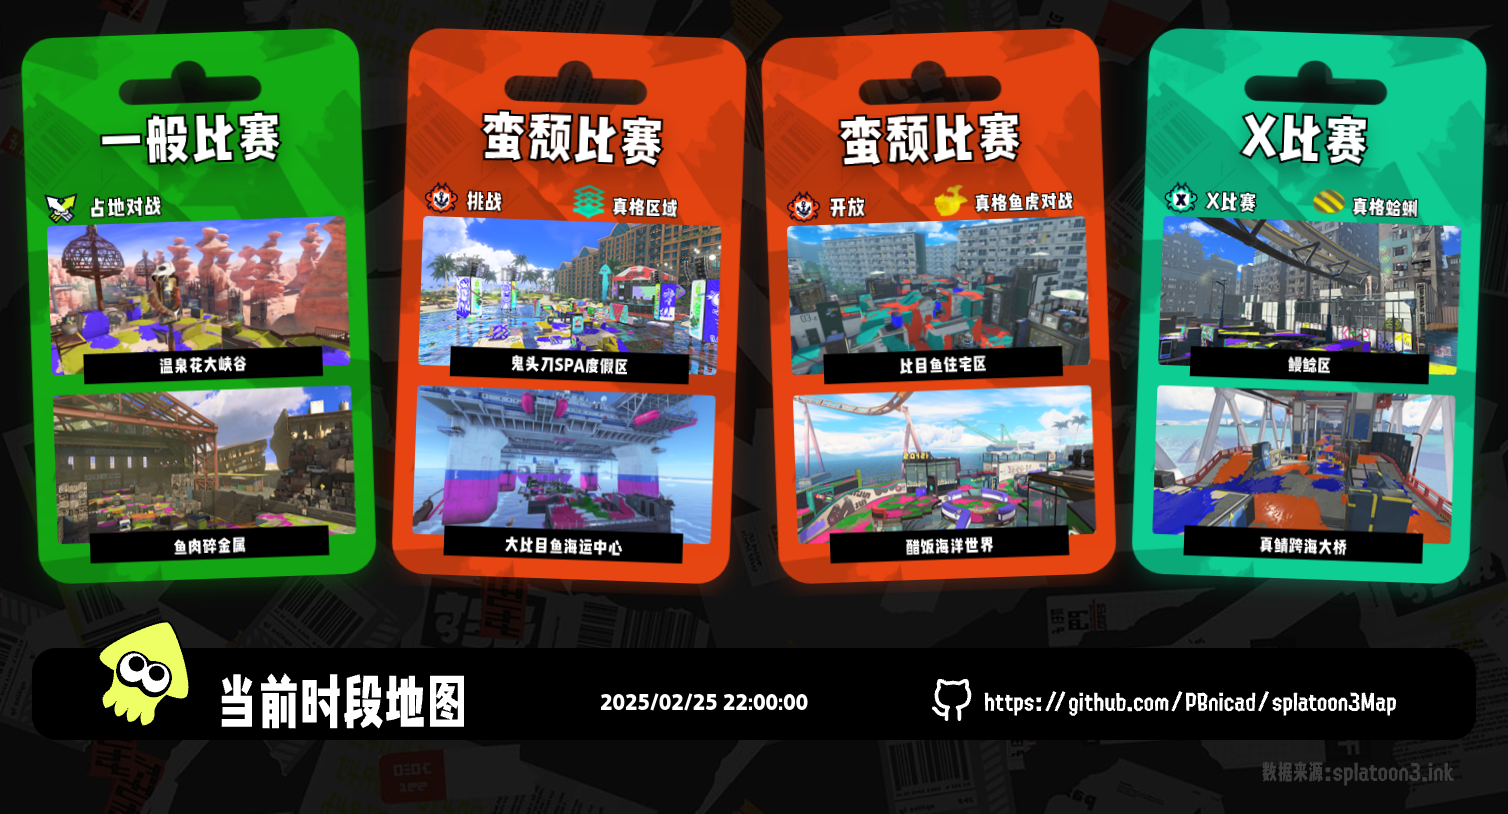 一般比赛
占地对战
温泉花大峡谷
鱼肉碎金属
蛮颓比赛
挑战
真格区域
鬼头刀SPA度假区
大比目鱼海运中心
蛮颓比赛
开放
真格鱼虎对战
比目鱼住宅区
醋饭海洋世界
X比赛
X比赛
真格蛤蜊
鳗鲶区
真鲭跨海大桥
当前时段地图
2025/02/25 22:00:00
https://github.com/PBnicad/splatoon3Map
数据来源:splatoon3.ink